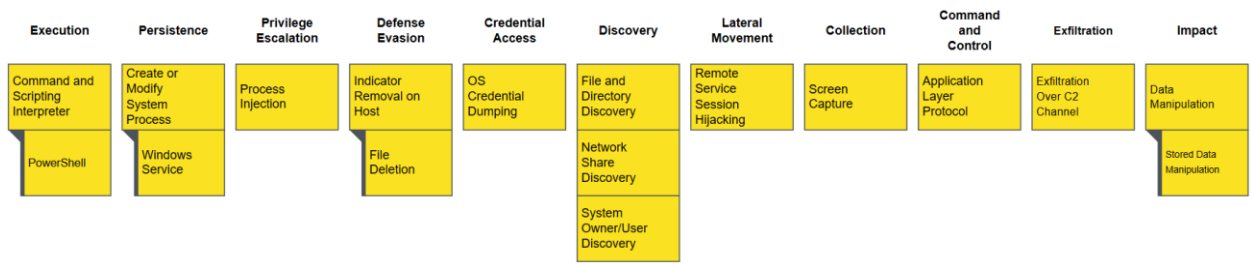 Execution
Persistence
Privilege
Escalation
Defense
Evasion
Credential
Access
Discovery
Lateral
Movement
Collection
Command
and
Control
Exfiltration
Impact
Command and
Scripting
Interpreter
PowerShell
Create or
Modify
System
Process
Windows
Service
Process
Injection
Indicator
Removal on
Host
File
Deletion
OS
Credential
Dumping
File and
Directory
Discovery
Network
Share
Discovery
System
Owner/User
Discovery
Remote
Service
Session
Hijacking
Screen
Capture
Application
Layer
Protocol
Exfiltration
Over C2
Channel
Data
Manipulation
Stored Data
Manipulation